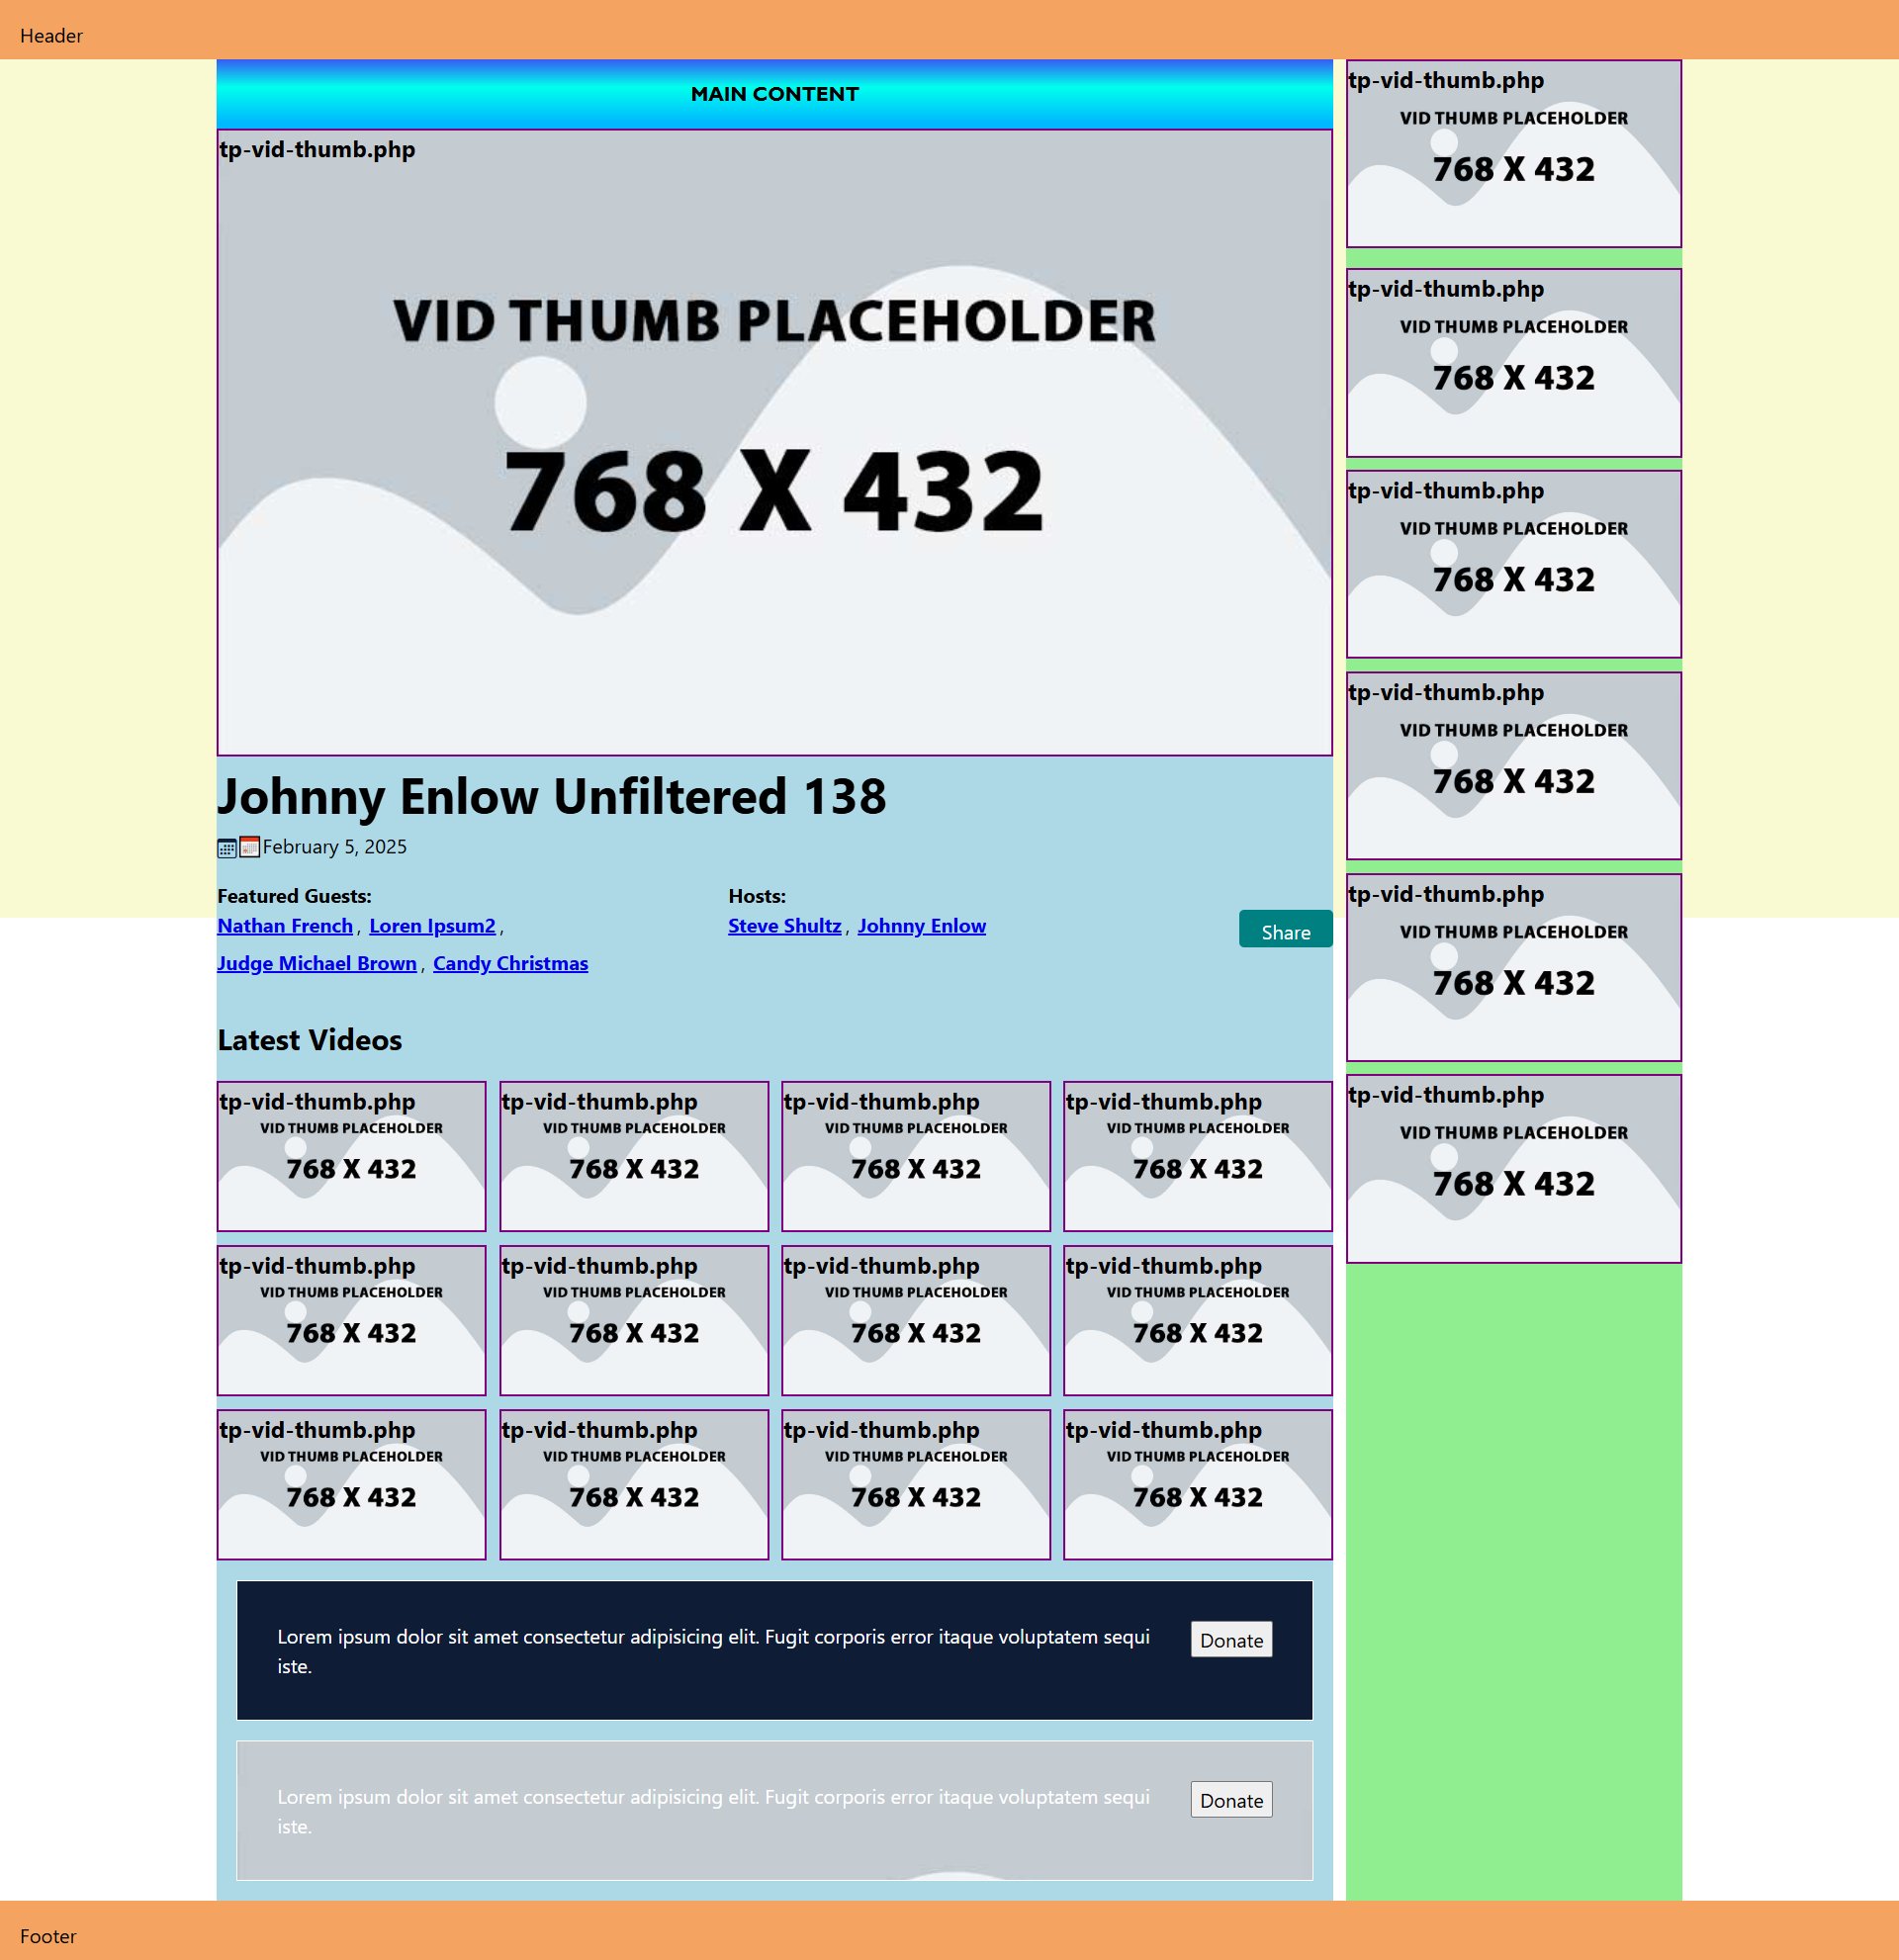 Header
MAIN CONTENT
tp-vid-thumb.php
VID THUMB PLACEHOLDER
768 X 432
Johnny Enlow Unfiltered 138
February 5, 2025
Featured Guests:
Nathan French , Loren Ipsum2 ,
Judge Michael Brown , Candy Christmas
Hosts:
Steve Shultz , Johnny Enlow
Share
Latest Videos
tp-vid-thumb.php
VID THUMB PLACEHOLDER
768 X 432
tp-vid-thumb.php
VID THUMB PLACEHOLDER
768 X 432
tp-vid-thumb.php
VID THUMB PLACEHOLDER
768 X 432
tp-vid-thumb.php
VID THUMB PLACEHOLDER
768 X 432
tp-vid-thumb.php
VID THUMB PLACEHOLDER
768 X 432
tp-vid-thumb.php
VID THUMB PLACEHOLDER
768 X 432
tp-vid-thumb.php
VID THUMB PLACEHOLDER
768 X 432
tp-vid-thumb.php
VID THUMB PLACEHOLDER
768 X 432
tp-vid-thumb.php
VID THUMB PLACEHOLDER
768 X 432
tp-vid-thumb.php
VID THUMB PLACEHOLDER
768 X 432
tp-vid-thumb.php
VID THUMB PLACEHOLDER
768 X 432
tp-vid-thumb.php
VID THUMB PLACEHOLDER
768 X 432
Lorem ipsum dolor sit amet consectetur adipisicing elit. Fugit corporis error itaque voluptatem sequi
iste.
Donate
Lorem ipsum dolor sit amet consectetur adipisicing elit. Fugit corporis error itaque voluptatem sequi
iste.
Donate
tp-vid-thumb.php
VID THUMB PLACEHOLDER
768 X 432
tp-vid-thumb.php
VID THUMB PLACEHOLDER
768 X 432
tp-vid-thumb.php
VID THUMB PLACEHOLDER
768 X 432
tp-vid-thumb.php
VID THUMB PLACEHOLDER
768 X 432
tp-vid-thumb.php
VID THUMB PLACEHOLDER
768 X 432
tp-vid-thumb.php
VID THUMB PLACEHOLDER
768 X 432
Footer